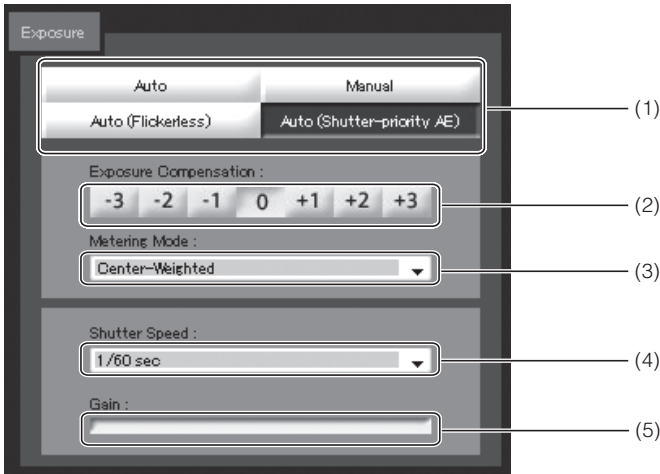 Exposure
Auto Manual
Auto (Flickerless) Auto (Shutter-priority AE)
(1)
Exposure Compensation :
-3 -2 -1 0 +1 +2 +3
(2)
Metering Mode :
Center-Weighted
(3)
Shutter Speed :
1/60 sec
(4)
Gain :
(5)